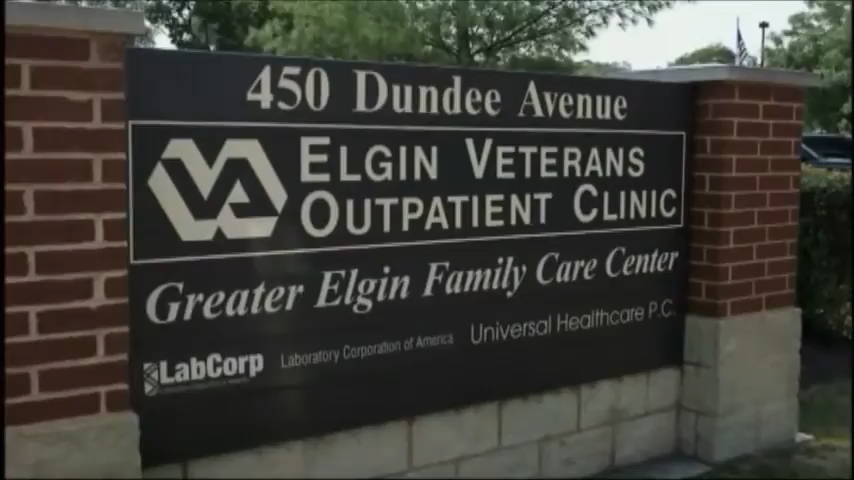 450 Dundee Avenue
VA
ELGIN VETERANS
OUTPATIENT CLINIC
Greater Elgin Family Care Center
LabCorp Laboratory Corporation of America Universal Healthcare P.C.